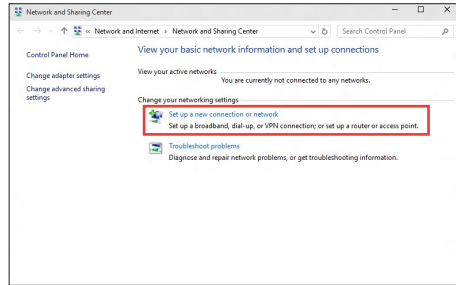 Network and Sharing Center
« Network and Internet › Network and Sharing Center
Search Control Panel
Control Panel Home
Change adapter settings
Change advanced sharing
settings
View your basic network information and set up connections
View your active networks
You are currently not connected to any networks.
Change your networking settings
Set up a new connection or network
Set up a broadband, dial-up, or VPN connection; or set up a router or access point.
Troubleshoot problems
Diagnose and repair network problems, or get troubleshooting information.